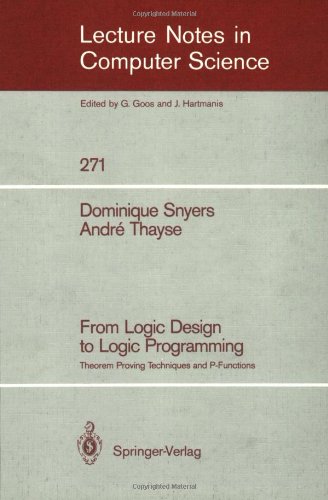 Lecture Notes in
Computer Science
Edited by G. Goos and J. Hartmanis
271
Dominique Snyers
André Thayse
From Logic Design
to Logic Programming
Theorem Proving Techniques and P-Functions
Springer-Verlag